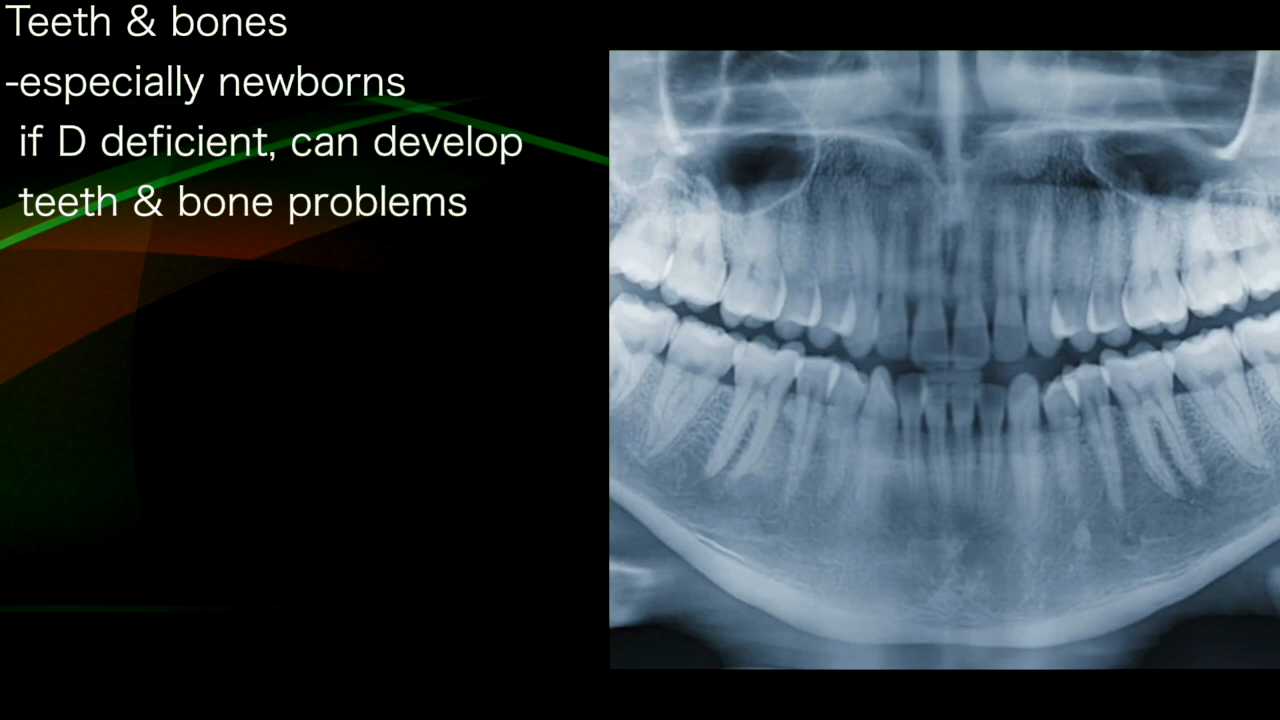 Teeth & bones
-especially newborns
if D deficient, can develop
teeth & bone problems